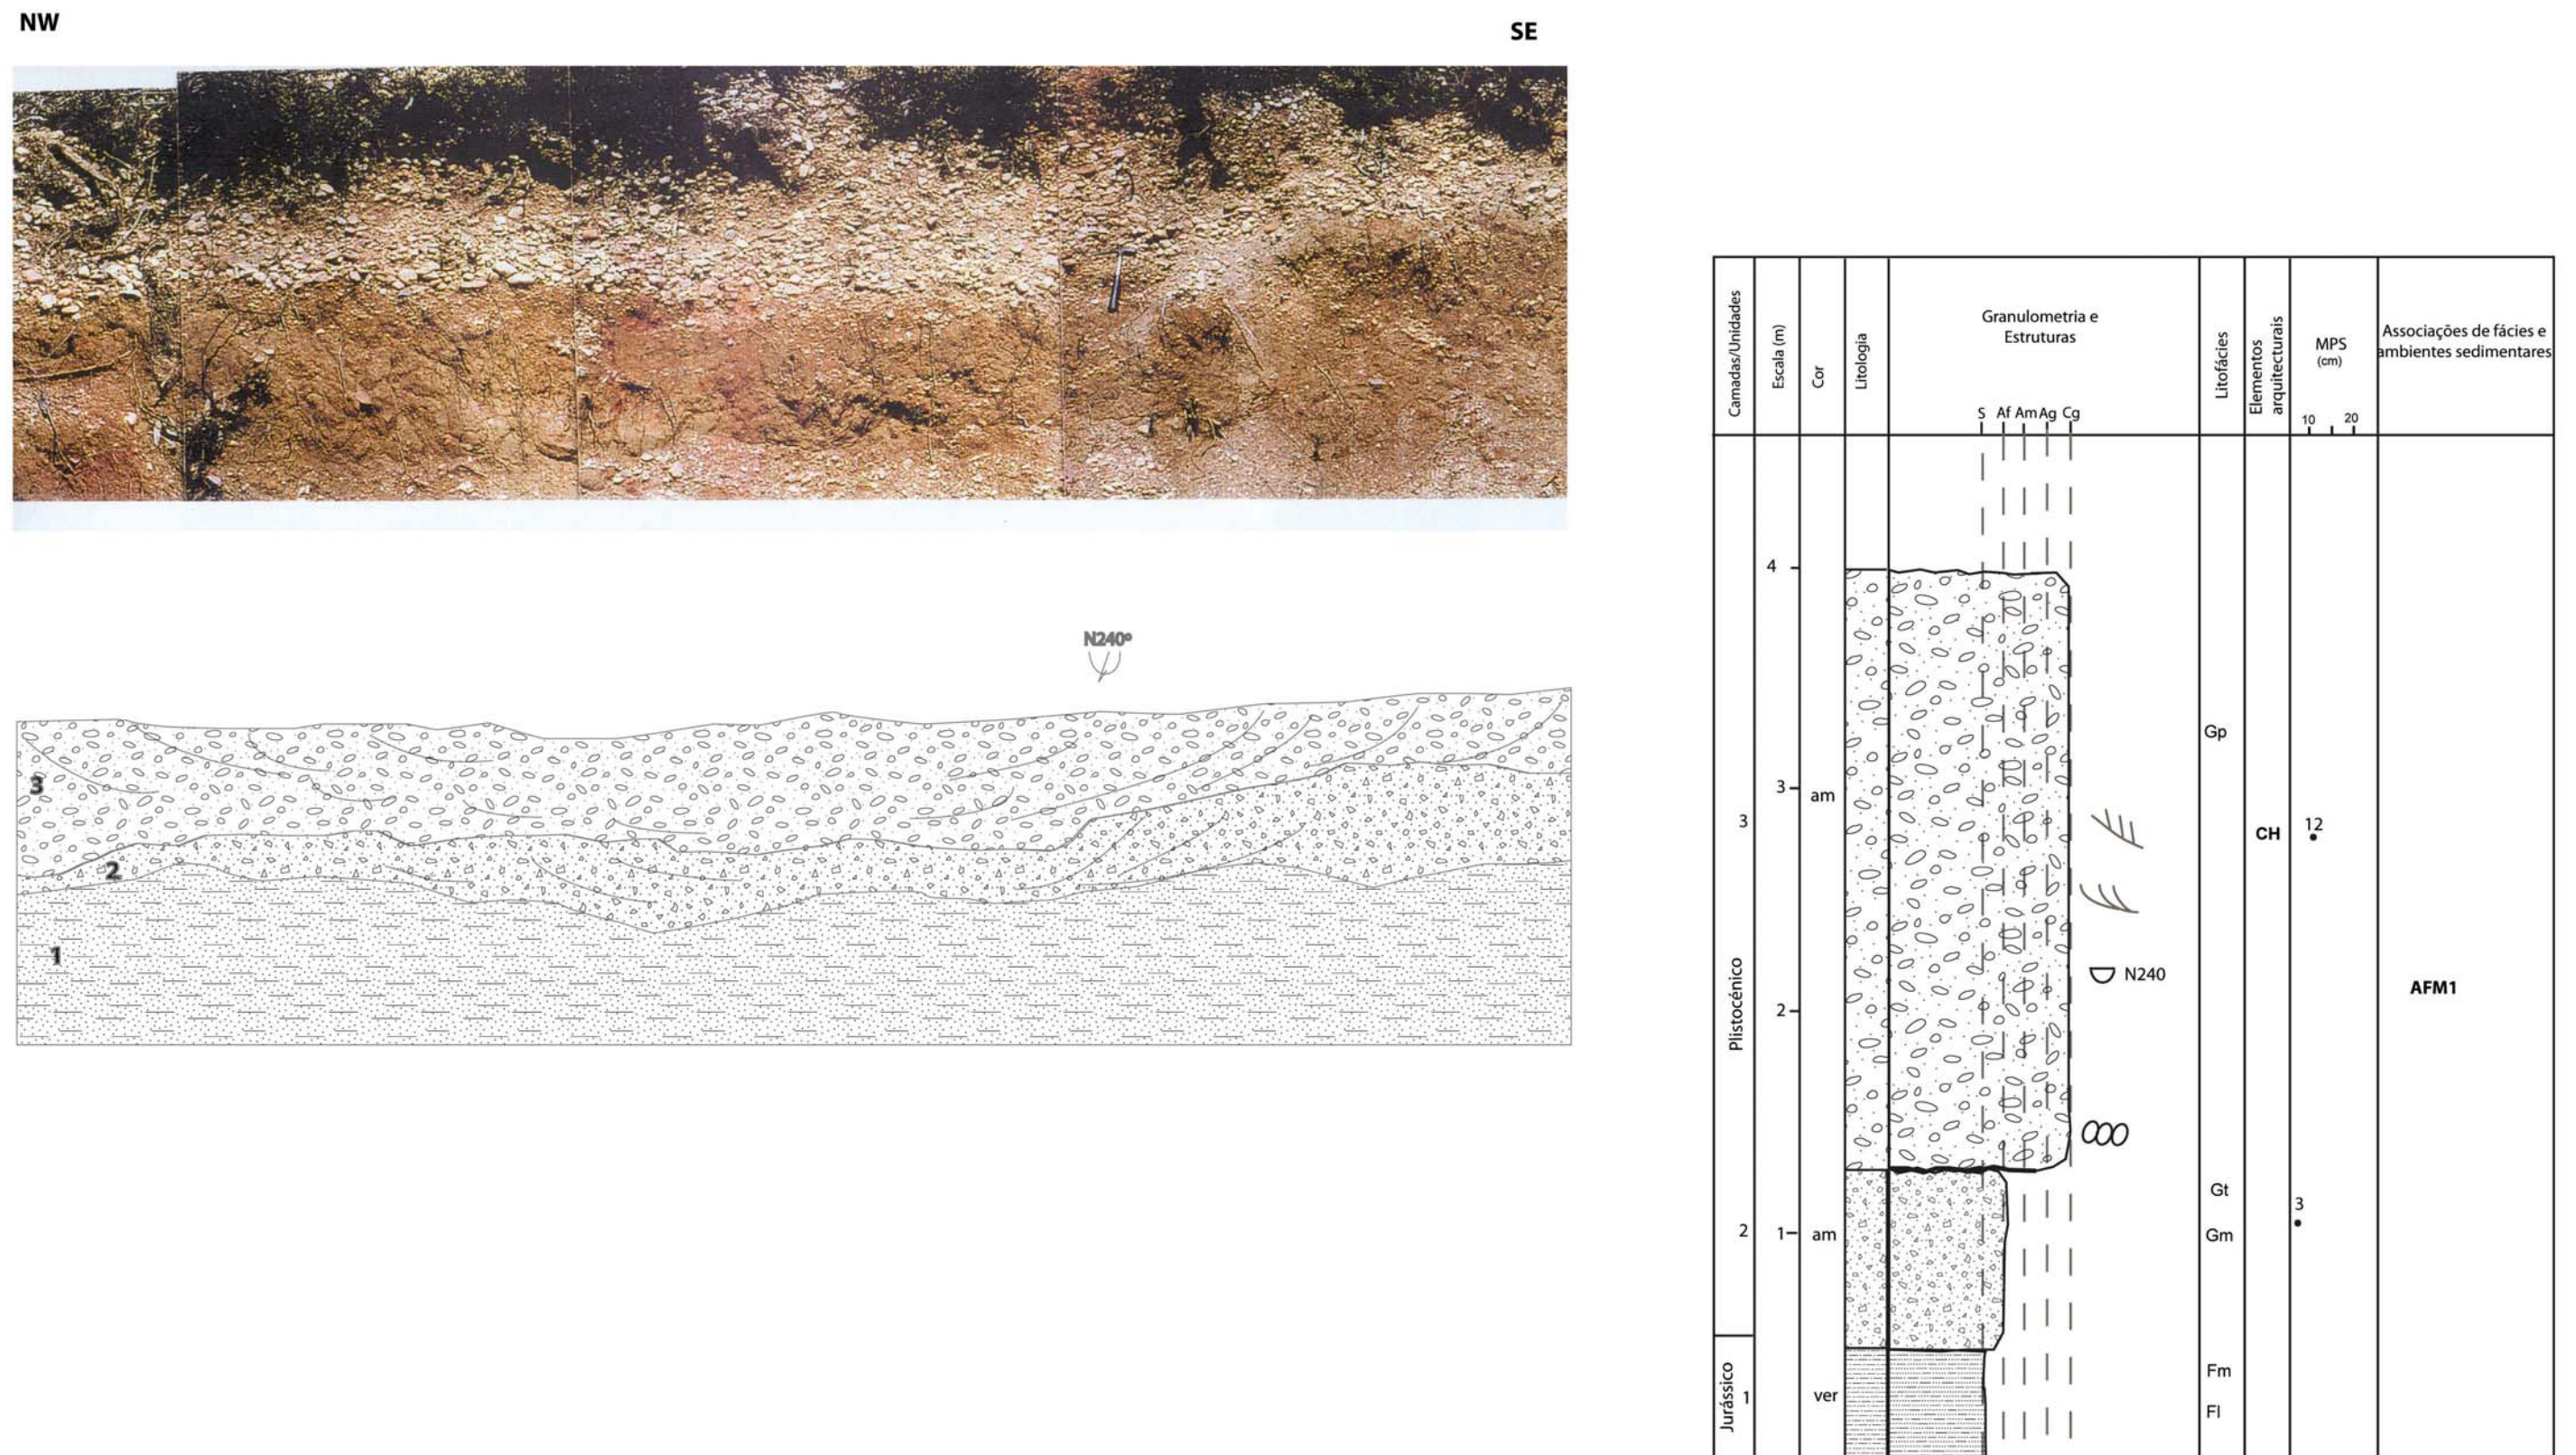 NW
SE
N240º
3
2
1
Camadas/Unidades
Escala (m)
Cor
Litologia
Granulometria e
Estruturas
S Af Am Ag Cg
Litofácies
Elementos
arquitecturais
MPS
(cm)
10 20
Associações de fácies e
ambientes sedimentares
4
Gp
3
am
3
12
CH
N240
AFM1
Plistocénico
2
Gt
3
2
1
am
Gm
Fm
Jurássico
1
ver
Fl